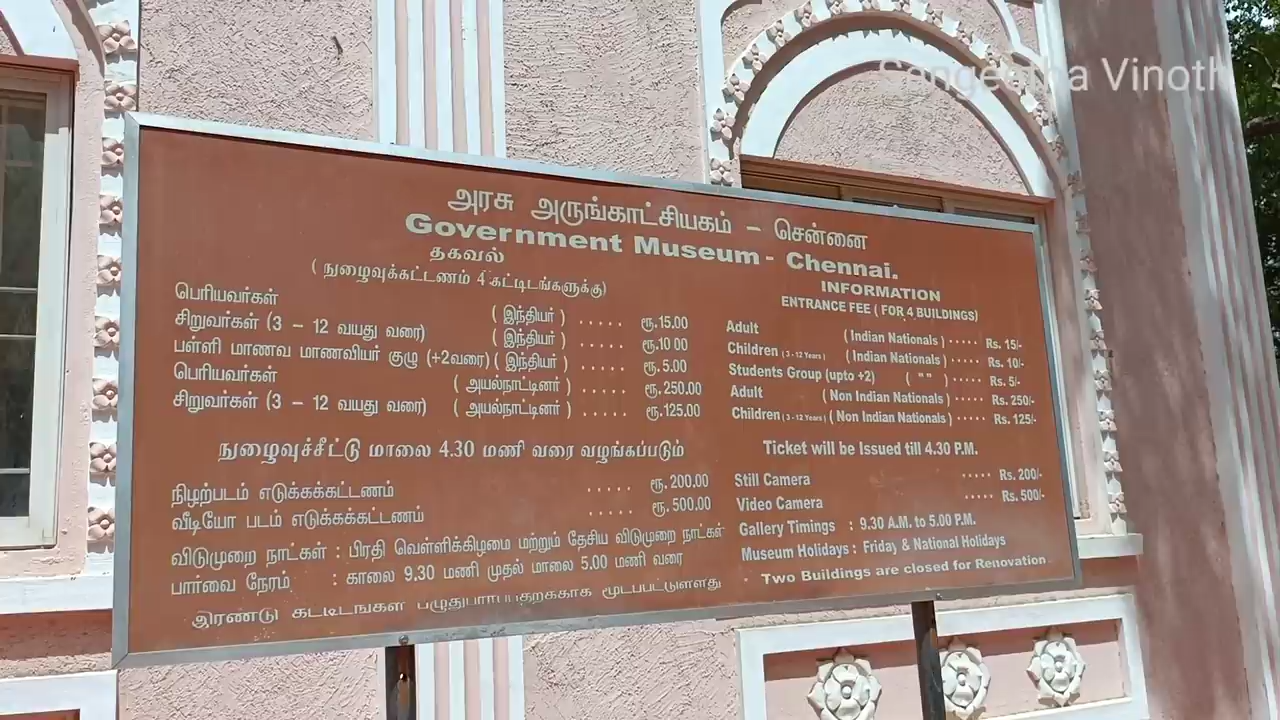 Sangeetha Vinoth
அரசு அருங்காட்சியகம் – சென்னை
Government Museum - Chennai.
தகவல்
( நுழைவுக்கட்டணம் 4 கட்டிடங்களுக்கு)
பெரியவர்கள் ( இந்தியர் ) ..... ரூ.15.00
சிறுவர்கள் (3 – 12 வயது வரை) ( இந்தியர் ) ..... ரூ.10 00
பள்ளி மாணவ மாணவியர் குழு (+2வரை) ( இந்தியர் ) ..... ரூ. 5.00
பெரியவர்கள் ( அயல்நாட்டினர் ) ..... ரூ.250.00
சிறுவர்கள் (3 – 12 வயது வரை) ( அயல்நாட்டினர் ) ..... ரூ.125.00
நுழைவுச்சீட்டு மாலை 4.30 மணி வரை வழங்கப்படும்
நிழற்படம் எடுக்கக்கட்டணம் ..... ரூ. 200.00
வீடியோ படம் எடுக்கக்கட்டணம் ..... ரூ. 500.00
விடுமுறை நாட்கள் : பிரதி வெள்ளிக்கிழமை மற்றும் தேசிய விடுமுறை நாட்கள்
பார்வை நேரம் : காலை 9.30 மணி முதல் மாலை 5.00 மணி வரை
இரண்டு கட்டிடங்கள் பழுதுபார்ப்பதற்காக மூடப்பட்டுள்ளது
INFORMATION
ENTRANCE FEE ( FOR 4 BUILDINGS)
Adult ( Indian Nationals ) ..... Rs. 15/-
Children ( 3 - 12 Years ) ( Indian Nationals ) ..... Rs. 10/-
Students Group (upto +2) ( " " ) ..... Rs. 5/-
Adult ( Non Indian Nationals ) ..... Rs. 250/-
Children ( 3 - 12 Years ) ( Non Indian Nationals ) ..... Rs. 125/-
Ticket will be Issued till 4.30 P.M.
Still Camera ..... Rs. 200/-
Video Camera ..... Rs. 500/-
Gallery Timings : 9.30 A.M. to 5.00 P.M.
Museum Holidays : Friday & National Holidays
Two Buildings are closed for Renovation